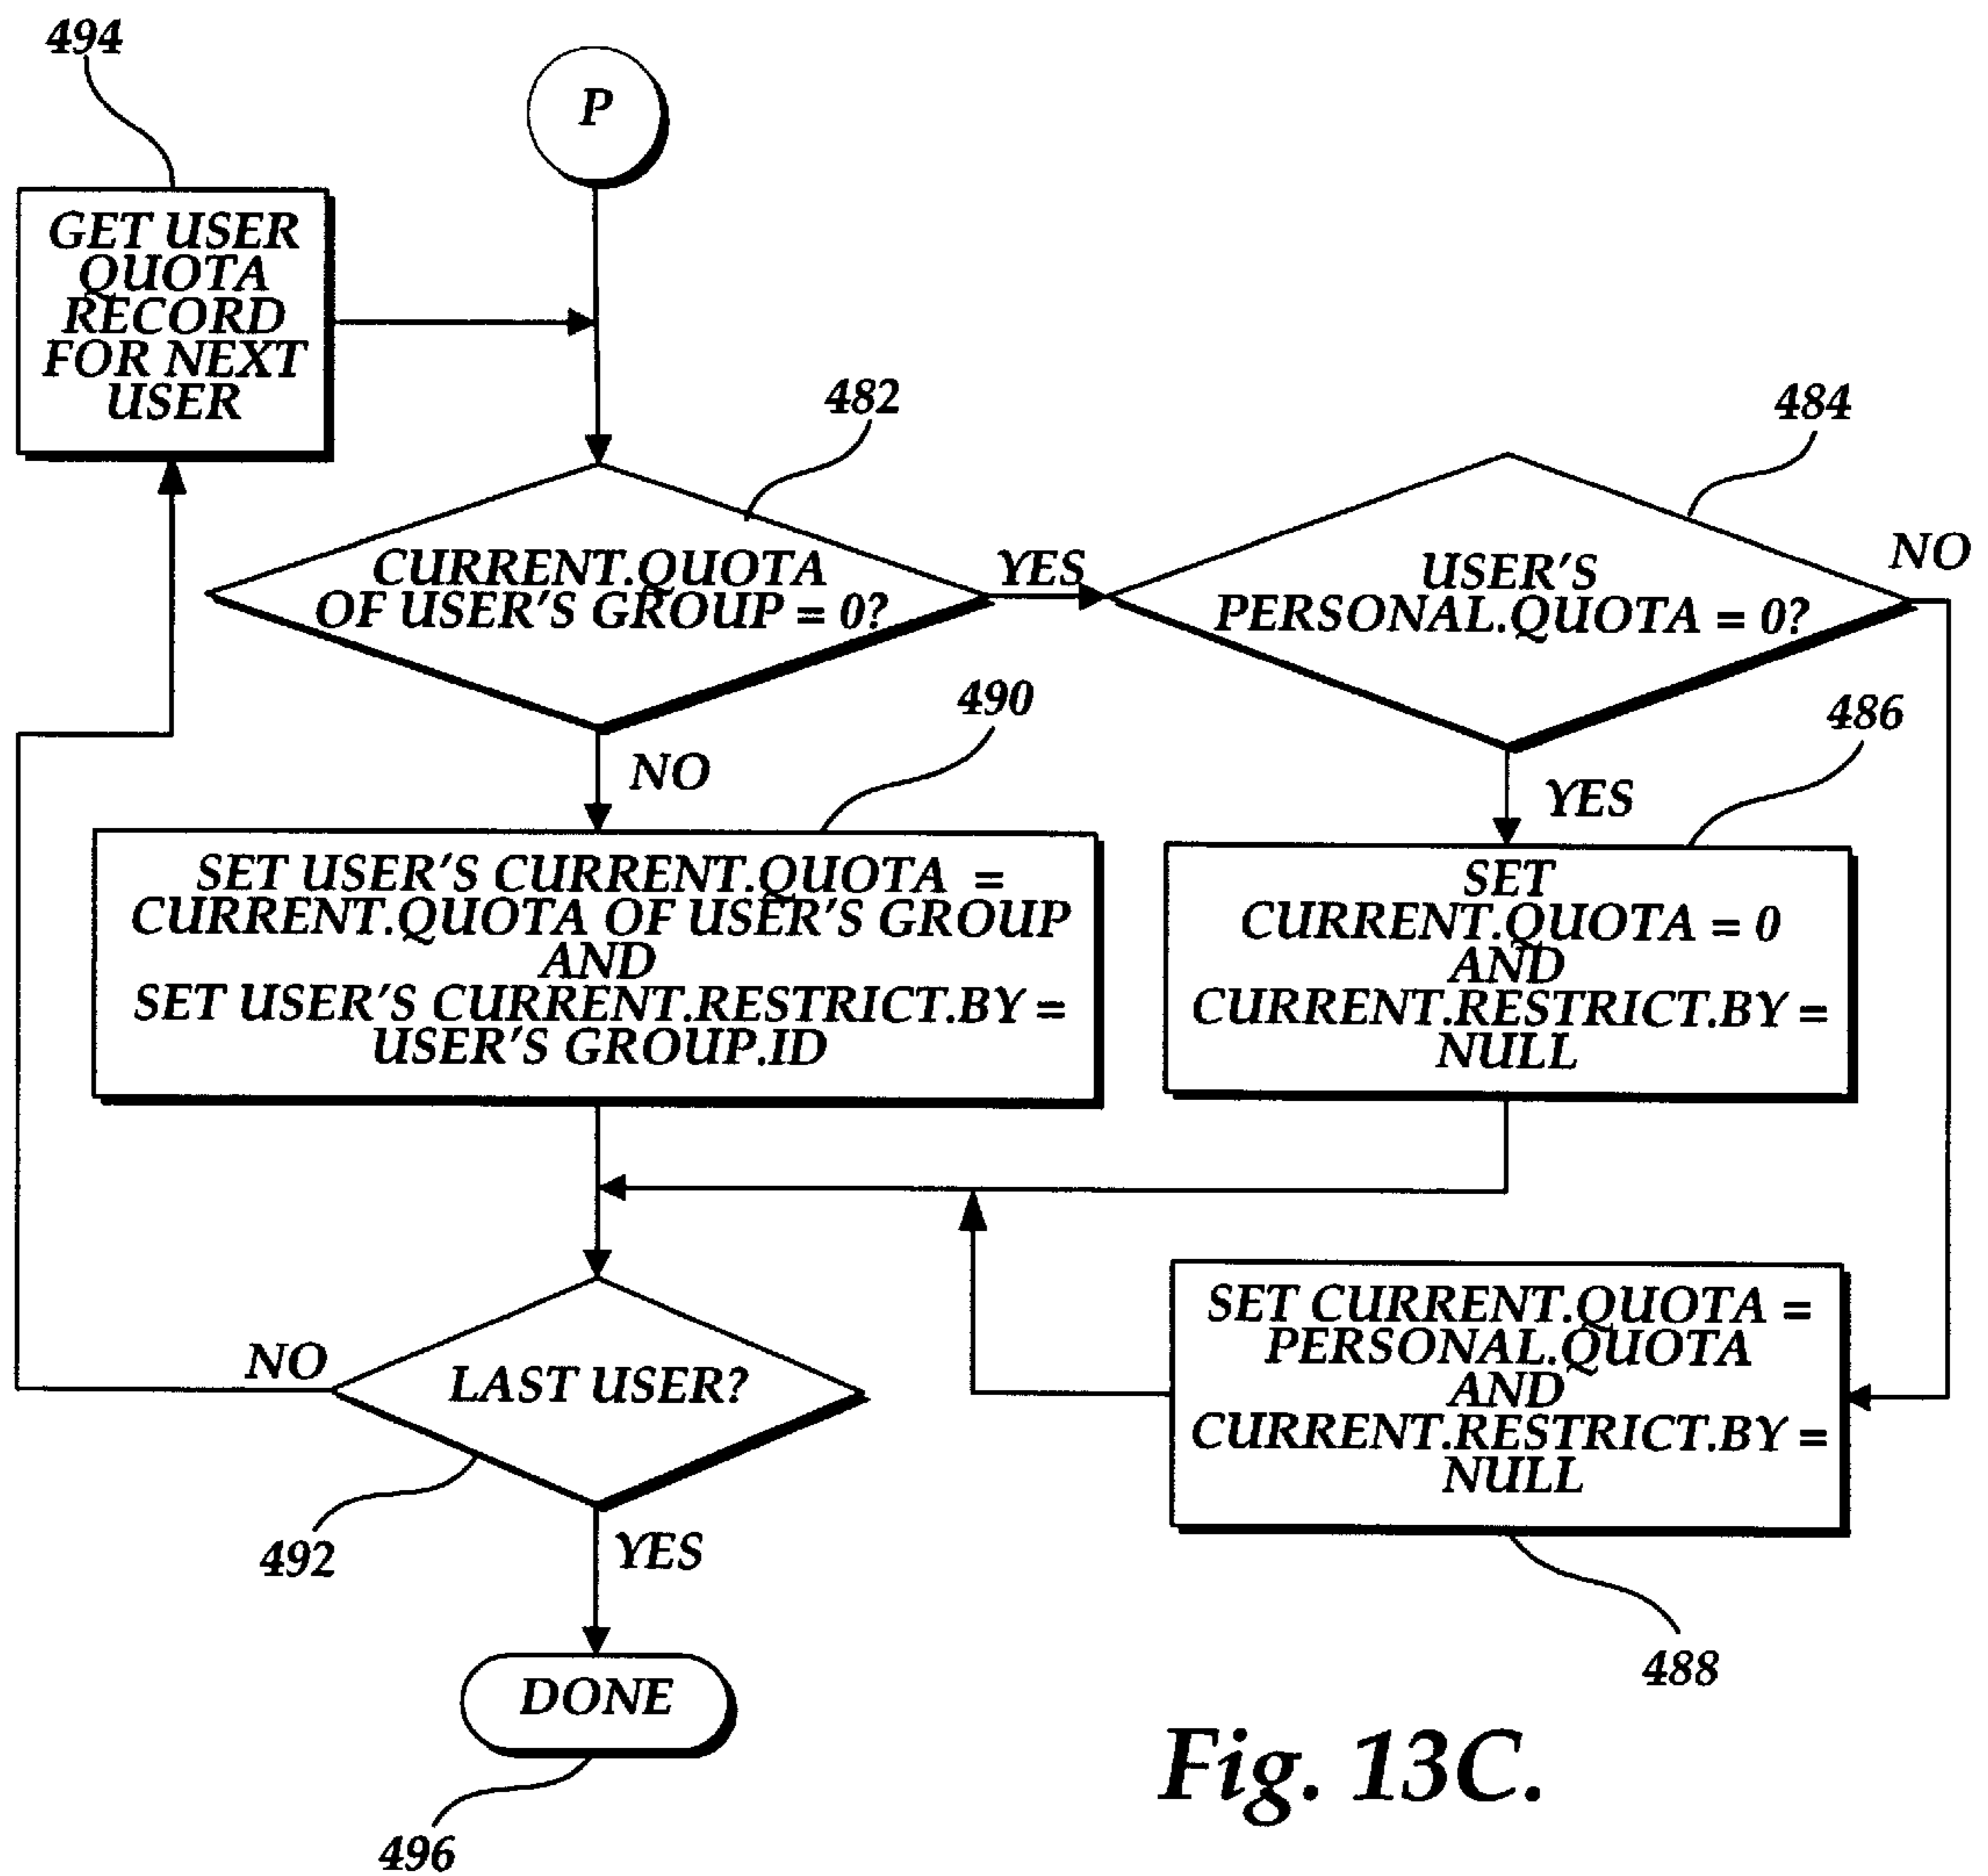 494
P
GET USER
QUOTA
RECORD
FOR NEXT
USER
482
484
CURRENT.QUOTA
OF USER'S GROUP = 0?
YES
USER'S
PERSONAL.QUOTA = 0?
NO
490
486
NO
YES
SET USER'S CURRENT.QUOTA =
CURRENT.QUOTA OF USER'S GROUP
AND
SET USER'S CURRENT.RESTRICT.BY =
USER'S GROUP.ID
SET
CURRENT.QUOTA = 0
AND
CURRENT.RESTRICT.BY =
NULL
NO
LAST USER?
SET CURRENT.QUOTA =
PERSONAL.QUOTA
AND
CURRENT.RESTRICT.BY =
NULL
492
YES
488
DONE
496
Fig. 13C.